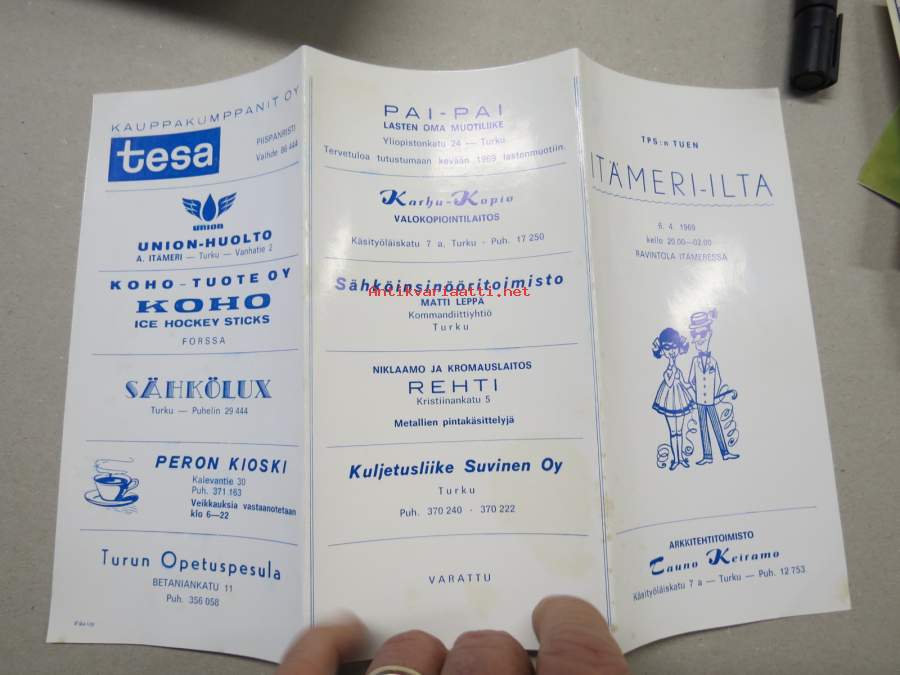 KAUPPAKUMPPANIT OY
tesa
PIISPANRISTI
Vaihde 86 444
UNION
UNION-HUOLTO
A. ITÄMERI — Turku — Vanhatie 2
KOHO-TUOTE OY
KOHO
ICE HOCKEY STICKS
FORSSA
SÄHKÖLUX
Turku — Puhelin 29 444
PERON KIOSKI
Kalevantie 30
Puh. 371 163
Veikkauksia vastaanotetaan
klo 6—22
Turun Opetuspesula
BETANIANKATU 11
Puh. 356 058
PAI-PAI
LASTEN OMA MUOTILIIKE
Yliopistonkatu 24 — Turku
Tervetuloa tutustumaan kevään 1969 lastenmuotiin.
Karhu-Kopio
VALOKOPIOINTILAITOS
Käsityöläiskatu 7 a, Turku - Puh. 17 250
Sähköinsinööritoimisto
Antikvariaatti.net
MATTI LEPPÄ
Kommandiittiyhtiö
Turku
NIKLAAMO JA KROMAUSLAITOS
REHTI
Kristiinankatu 5
Metallien pintakäsittelyjä
Kuljetusliike Suvinen Oy
Turku
Puh. 370 240 - 370 222
VARATTU
TPS:n TUEN
ITÄMERI-ILTA
6. 4. 1969
kello 20.00—02.00
RAVINTOLA ITÄMERESSÄ
ARKKITEHTITOIMISTO
Tauno Keiramo
Käsityöläiskatu 7 a — Turku — Puh. 12 753